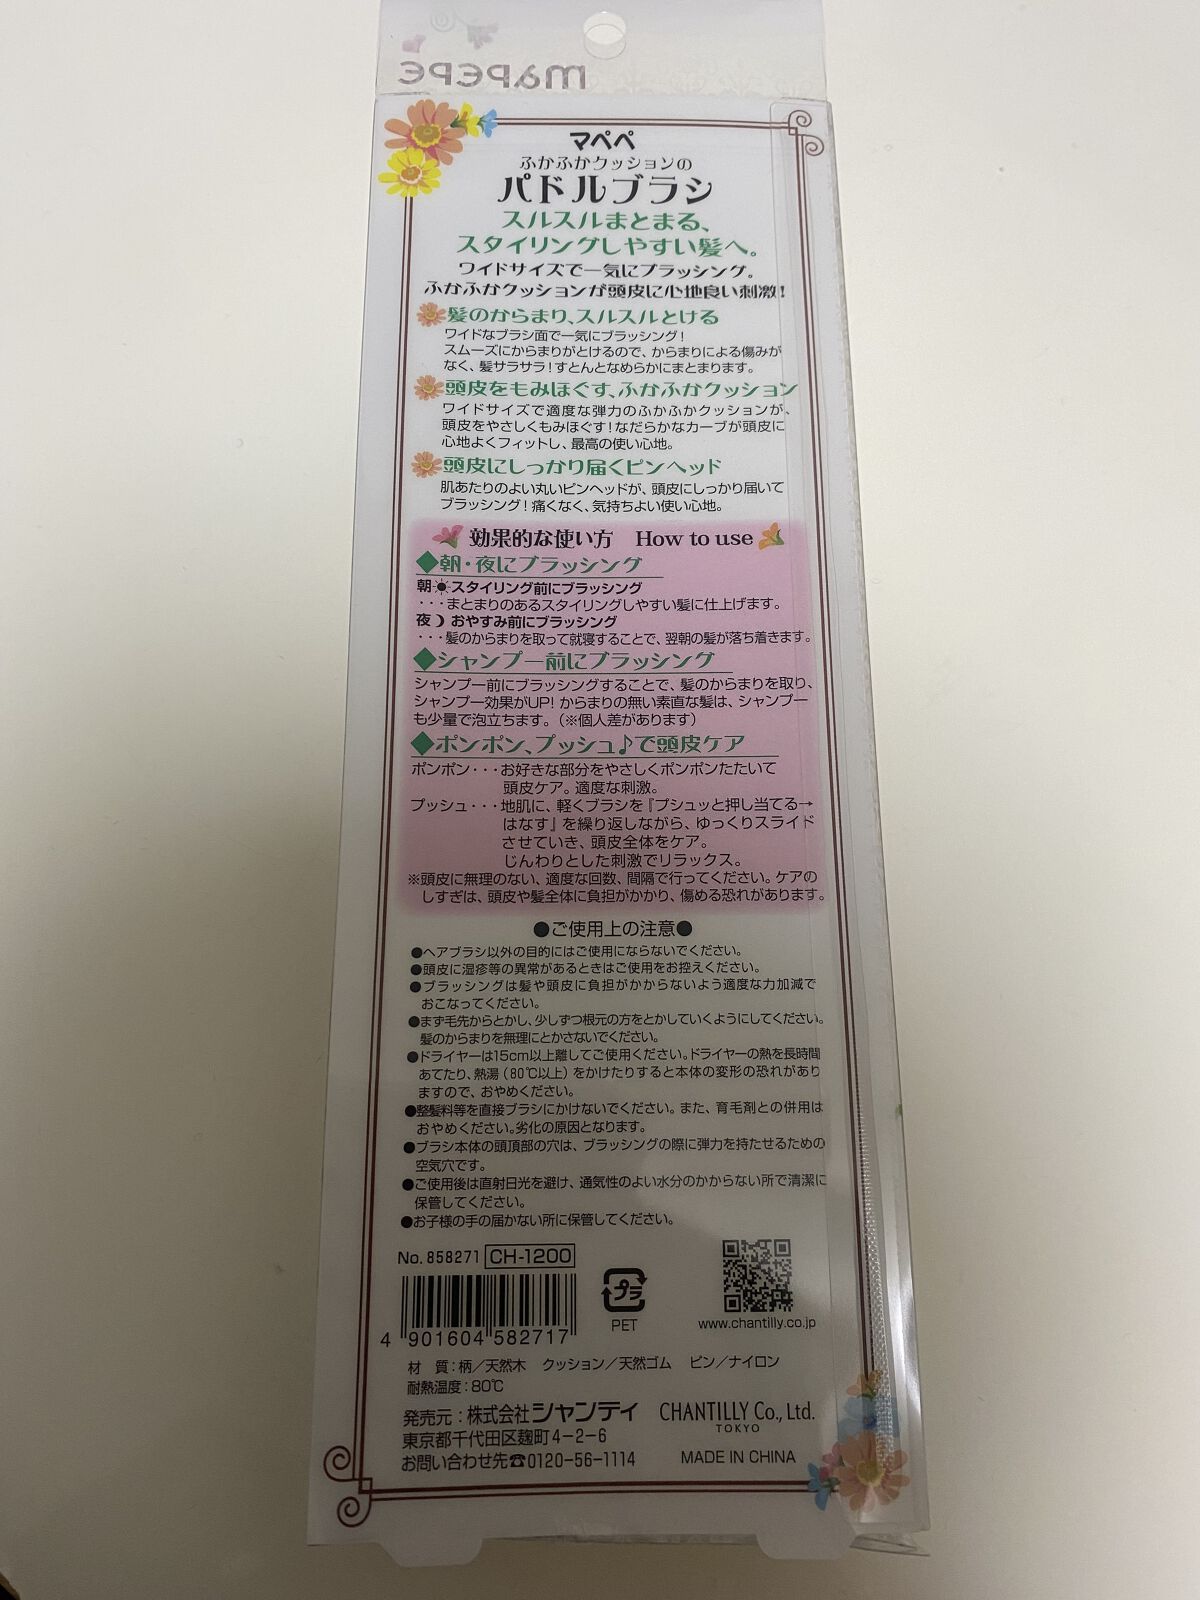 mapepe
マペペ
ふかふかクッションの
パドルブラシ
スルスルまとまる、
スタイリングしやすい髪へ。
ワイドサイズで一気にブラッシング。
ふかふかクッションが頭皮に心地良い刺激!
髪のからまり、スルスルとける
ワイドなブラシ面で一気にブラッシング!
スムーズにからまりがとけるので、からまりによる傷みが
なく、髪サラサラ!すとんとなめらかにまとまります。
頭皮をもみほぐす、ふかふかクッション
ワイドサイズで適度な弾力のふかふかクッションが、
頭皮をやさしくもみほぐす!なだらかなカーブが頭皮に
心地よくフィットし、最高の使い心地。
頭皮にしっかり届くピンヘッド
肌あたりのよい丸いピンヘッドが、頭皮にしっかり届いて
ブラッシング!痛くなく、気持ちよい使い心地。
効果的な使い方 How to use
◆朝・夜にブラッシング
朝☀スタイリング前にブラッシング
・・・まとまりのあるスタイリングしやすい髪に仕上げます。
夜☽おやすみ前にブラッシング
・・・髪のからまりを取って就寝することで、翌朝の髪が落ち着きます。
◆シャンプー前にブラッシング
シャンプー前にブラッシングすることで、髪のからまりを取り、
シャンプー効果がUP!からまりの無い素直な髪は、シャンプー
も少量で泡立ちます。(※個人差があります)
◆ポンポン、プッシュ♪で頭皮ケア
ポンポン・・・お好きな部分をやさしくポンポンたたいて
頭皮ケア。適度な刺激。
プッシュ・・・地肌に、軽くブラシを『プシュッと押し当てる→
はなす』を繰り返しながら、ゆっくりスライド
させていき、頭皮全体をケア。
じんわりとした刺激でリラックス。
※頭皮に無理のない、適度な回数、間隔で行ってください。ケアの
しすぎは、頭皮や髪全体に負担がかかり、傷める恐れがあります。
●ご使用上の注意●
●ヘアブラシ以外の目的にはご使用にならないでください。
●頭皮に湿疹等の異常があるときはご使用をお控えください。
●ブラッシングは髪や頭皮に負担がかからないよう適度な力加減で
おこなってください。
●まず毛先からとかし、少しずつ根元の方をとかしていくようにしてください。
髪のからまりを無理にとかさないでください。
●ドライヤーは15cm以上離してご使用ください。ドライヤーの熱を長時間
あてたり、熱湯(80℃以上)をかけたりすると本体の変形の恐れがあり
ますので、おやめください。
●整髪料等を直接ブラシにかけないでください。また、育毛剤との併用は
おやめください。劣化の原因となります。
●ブラシ本体の頭頂部の穴は、ブラッシングの際に弾力を持たせるための
空気穴です。
●ご使用後は直射日光を避け、通気性のよい水分のかからない所で清潔に
保管してください。
●お子様の手の届かない所に保管してください。
No.858271 CH-1200
4 901604 582717
プラ
PET
www.chantilly.co.jp
材 質:柄/天然木 クッション/天然ゴム ピン/ナイロン
耐熱温度:80℃
発売元:株式会社シャンティ CHANTILLY Co., Ltd.
TOKYO
東京都千代田区麹町4-2-6
お問い合わせ先☎0120-56-1114 MADE IN CHINA